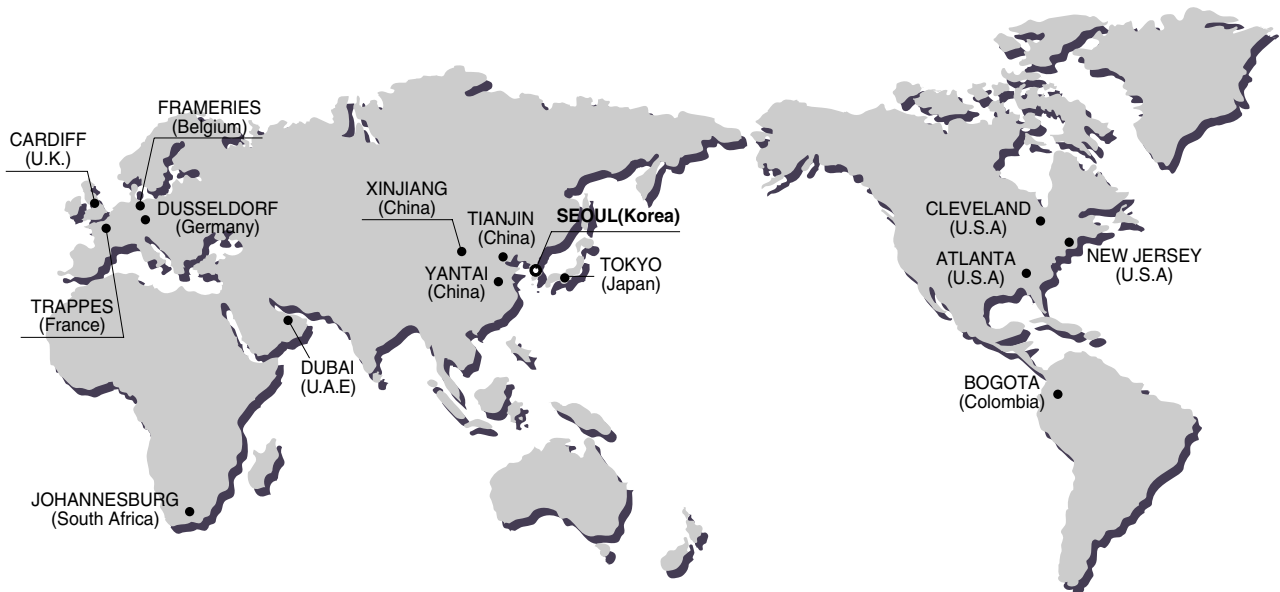 FRAMERIES
(Belgium)
CARDIFF
(U.K.)
DUSSELDORF
(Germany)
TRAPPES
(France)
XINJIANG
(China)
TIANJIN
(China)
SEOUL(Korea)
YANTAI
(China)
TOKYO
(Japan)
DUBAI
(U.A.E)
JOHANNESBURG
(South Africa)
CLEVELAND
(U.S.A)
ATLANTA
(U.S.A)
NEW JERSEY
(U.S.A)
BOGOTA
(Colombia)